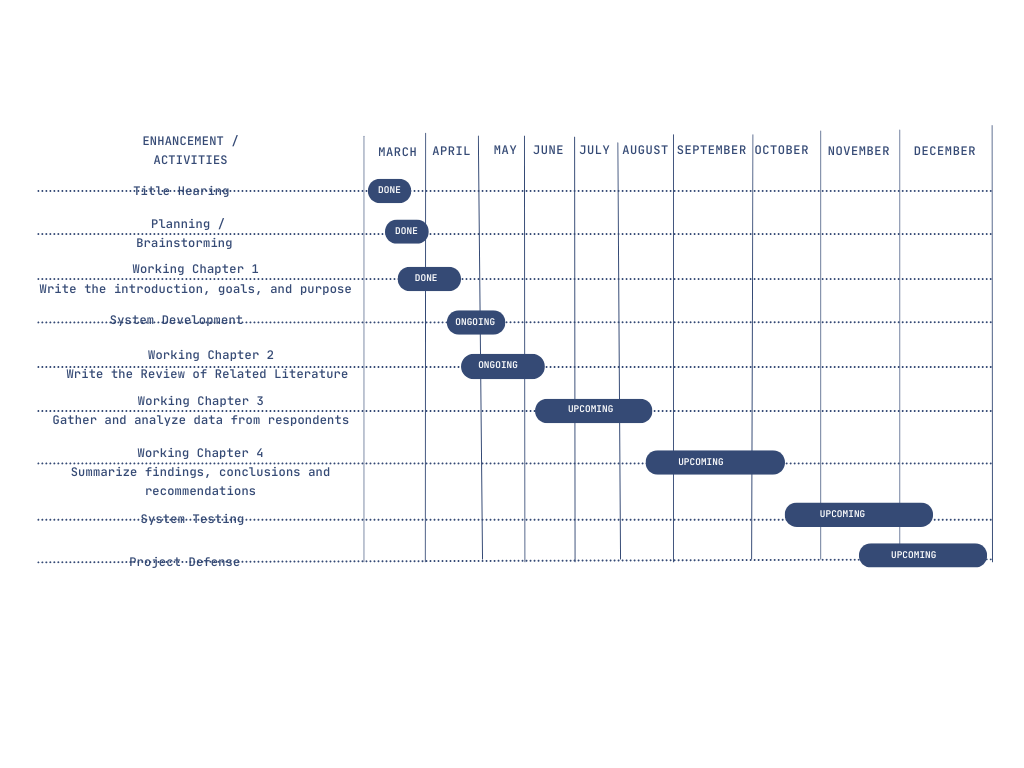 ENHANCEMENT /
ACTIVITIES
MARCH APRIL MAY JUNE JULY AUGUST SEPTEMBER OCTOBER NOVEMBER DECEMBER
Title Hearing DONE
Planning /
Brainstorming
DONE
Working Chapter 1
Write the introduction, goals, and purpose
DONE
System Development ONGOING
Working Chapter 2
Write the Review of Related Literature
ONGOING
Working Chapter 3
Gather and analyze data from respondents
UPCOMING
Working Chapter 4
Summarize findings, conclusions and
recommendations
UPCOMING
System Testing UPCOMING
Project Defense UPCOMING